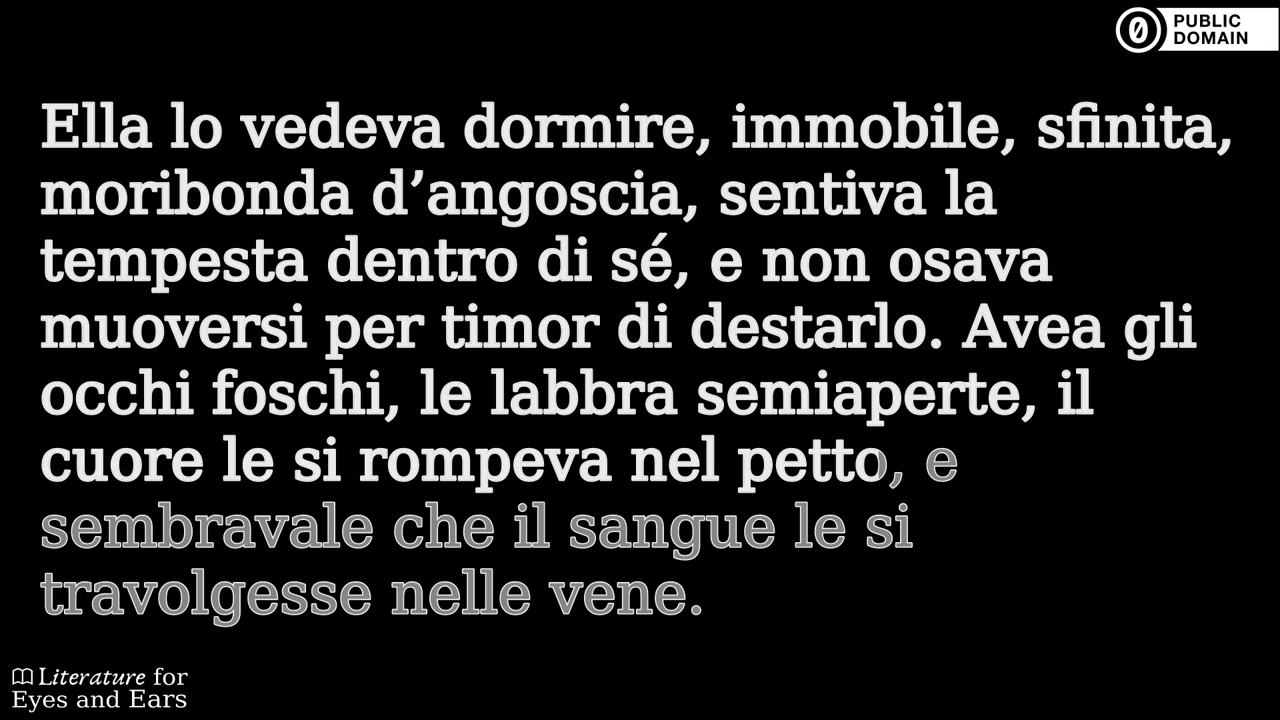 PUBLIC
DOMAIN
Ella lo vedeva dormire, immobile, sfinita,
moribonda d’angoscia, sentiva la
tempesta dentro di sé, e non osava
muoversi per timor di destarlo. Avea gli
occhi foschi, le labbra semiaperte, il
cuore le si rompeva nel petto, e
sembravale che il sangue le si
travolgesse nelle vene.
Literature for
Eyes and Ears